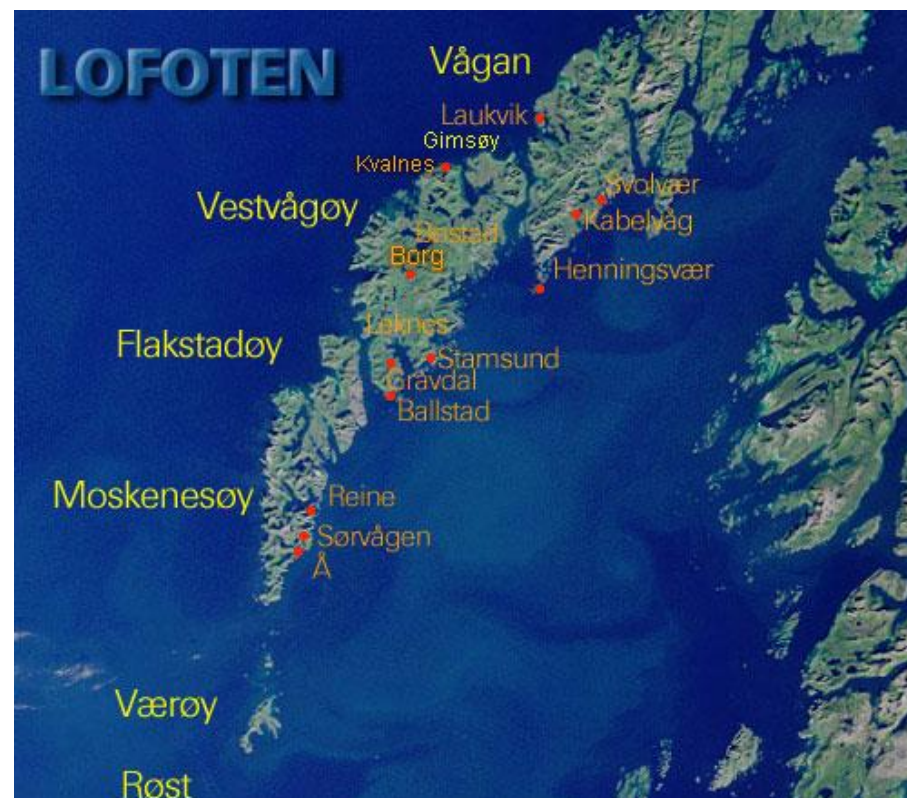 LOFOTEN
Vågan
Laukvik
Gimsøy
Kvalnes
Svolvær
Vestvågøy
Kabelvåg
Bøstad
Borg
Henningsvær
Leknes
Flakstadøy
Stamsund
Gravdal
Ballstad
Moskenesøy
Reine
Sørvågen
Å
Værøy
Røst